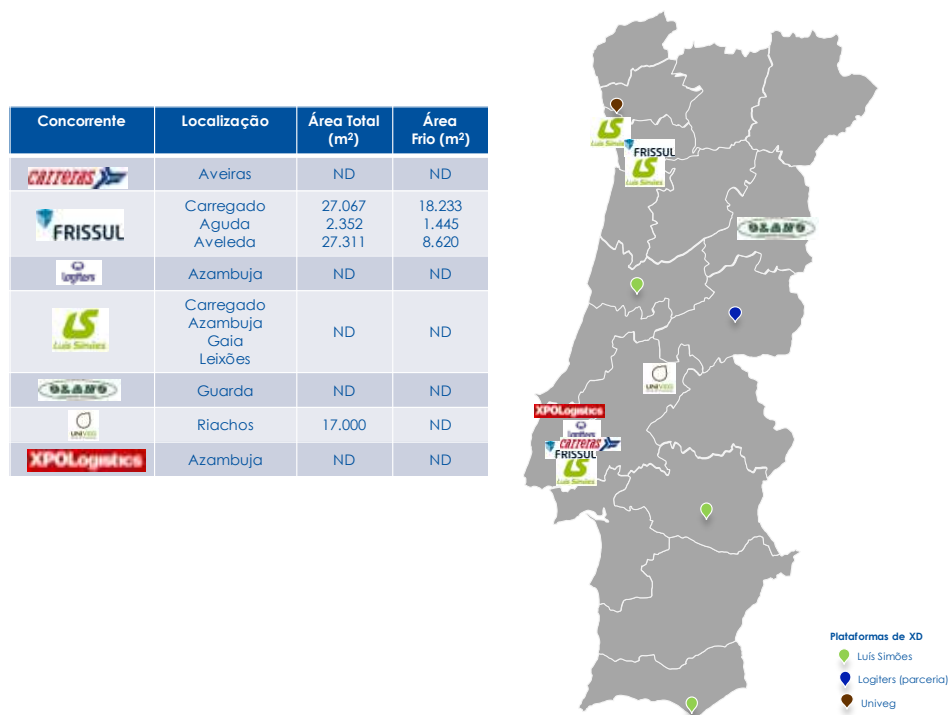 Concorrente Localização Área Total (m²) Área Frio (m²)
carreras Aveiras ND ND
FRISSUL
Carregado 27.067 18.233
Aguda 2.352 1.445
Aveleda 27.311 8.620
logiters Azambuja ND ND
LS Luís Simões
Carregado
Azambuja
Gaia
Leixões
ND ND
OLANO Guarda ND ND
UNIVEG Riachos 17.000 ND
XPOLogistics Azambuja ND ND
LS
Luís Simões
FRISSUL
LS
Luís Simões
OLANO
UNIVEG
XPOLogistics
logiters
carreras
FRISSUL
LS
Luís Simões
Plataformas de XD
Luís Simões
Logiters (parceria)
Univeg